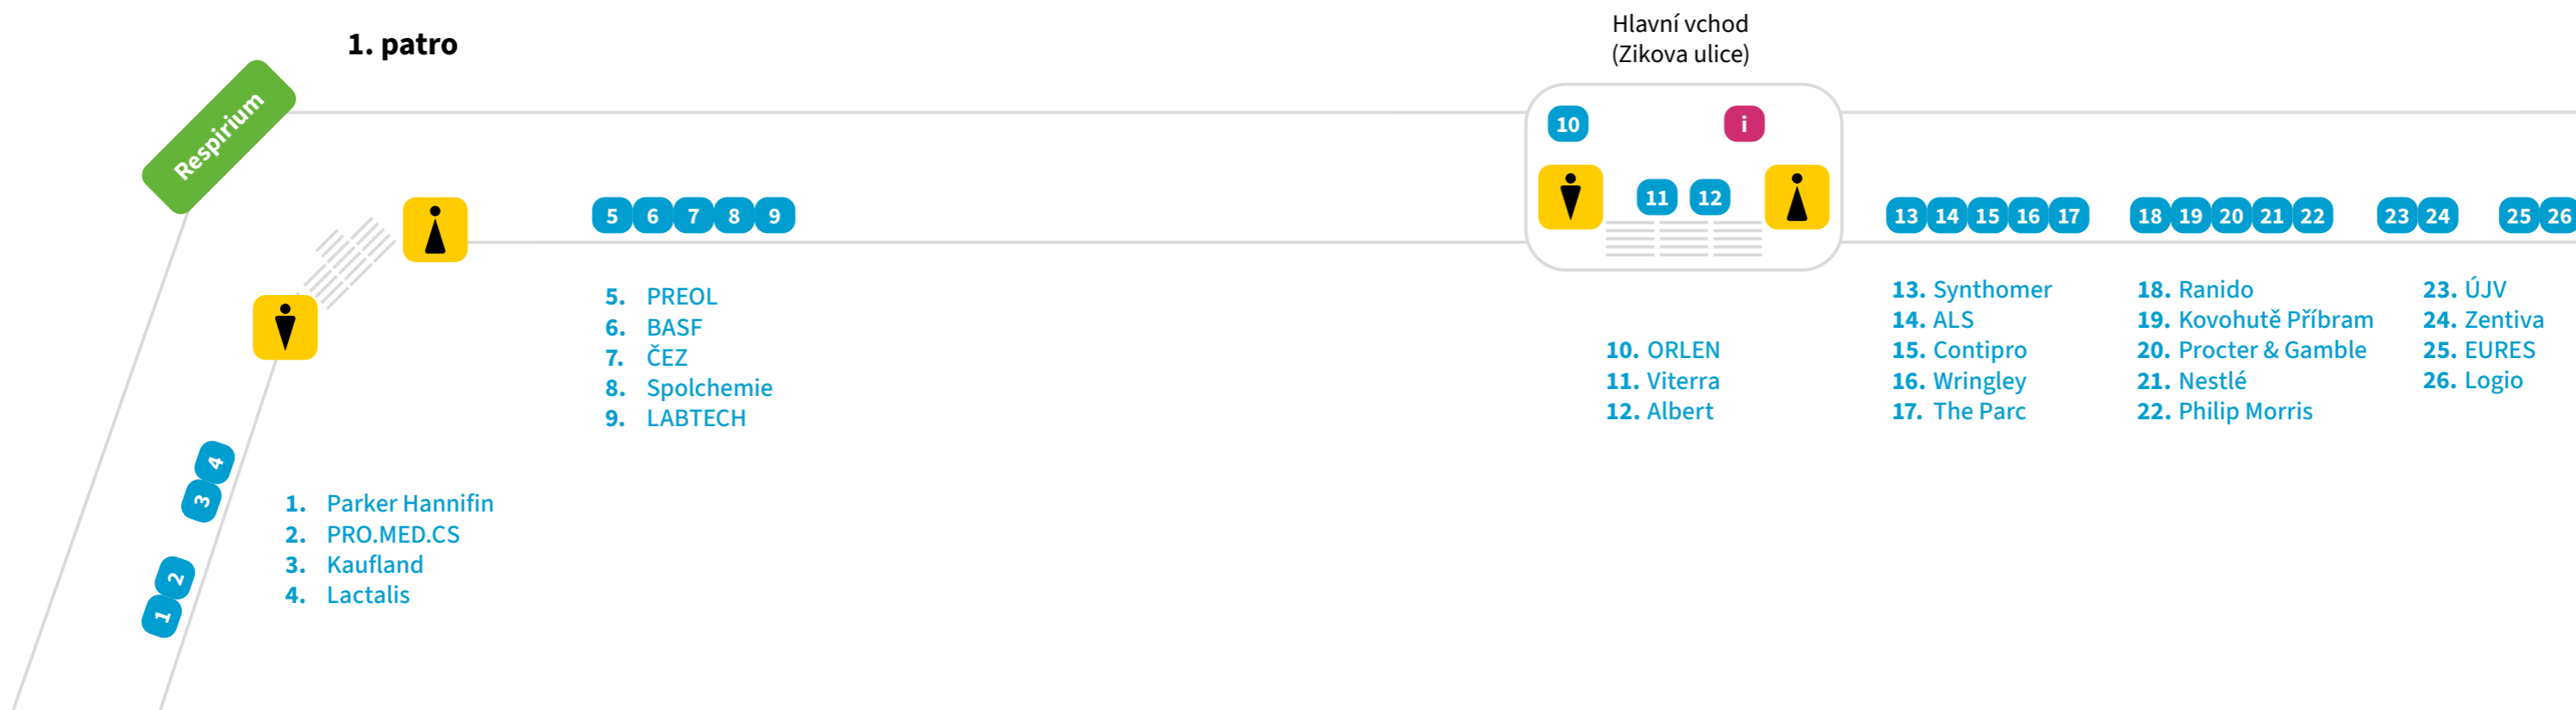 1. patro
Hlavní vchod
(Zikova ulice)
Respirium
10
i
11 12
5 6 7 8 9
13 14 15 16 17
18 19 20 21 22
23 24
25 26
4
3
2
1
1. Parker Hannifin
2. PRO.MED.CS
3. Kaufland
4. Lactalis
5. PREOL
6. BASF
7. ČEZ
8. Spolchemie
9. LABTECH
10. ORLEN
11. Viterra
12. Albert
13. Synthomer
14. ALS
15. Contipro
16. Wringley
17. The Parc
18. Ranido
19. Kovohutě Příbram
20. Procter & Gamble
21. Nestlé
22. Philip Morris
23. ÚJV
24. Zentiva
25. EURES
26. Logio